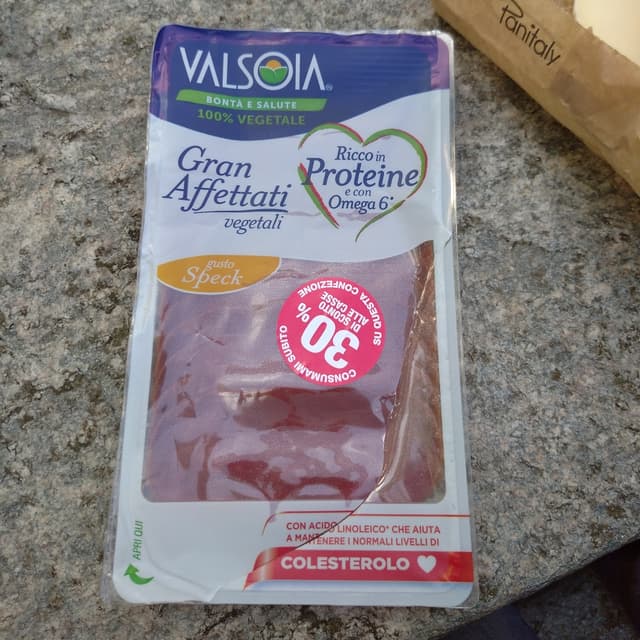 VALSOIA®
BONTÀ E SALUTE
100% VEGETALE
Gran
Affettati
vegetali
Ricco in
Proteine
e con
Omega 6*
gusto
Speck
CONSUMAMI SUBITO
30%
DI SCONTO
ALLE CASSE
SU QUESTA CONFEZIONE
APRI QUI
CON ACIDO LINOLEICO* CHE AIUTA
A MANTENERE I NORMALI LIVELLI DI
COLESTEROLO
Panitaly